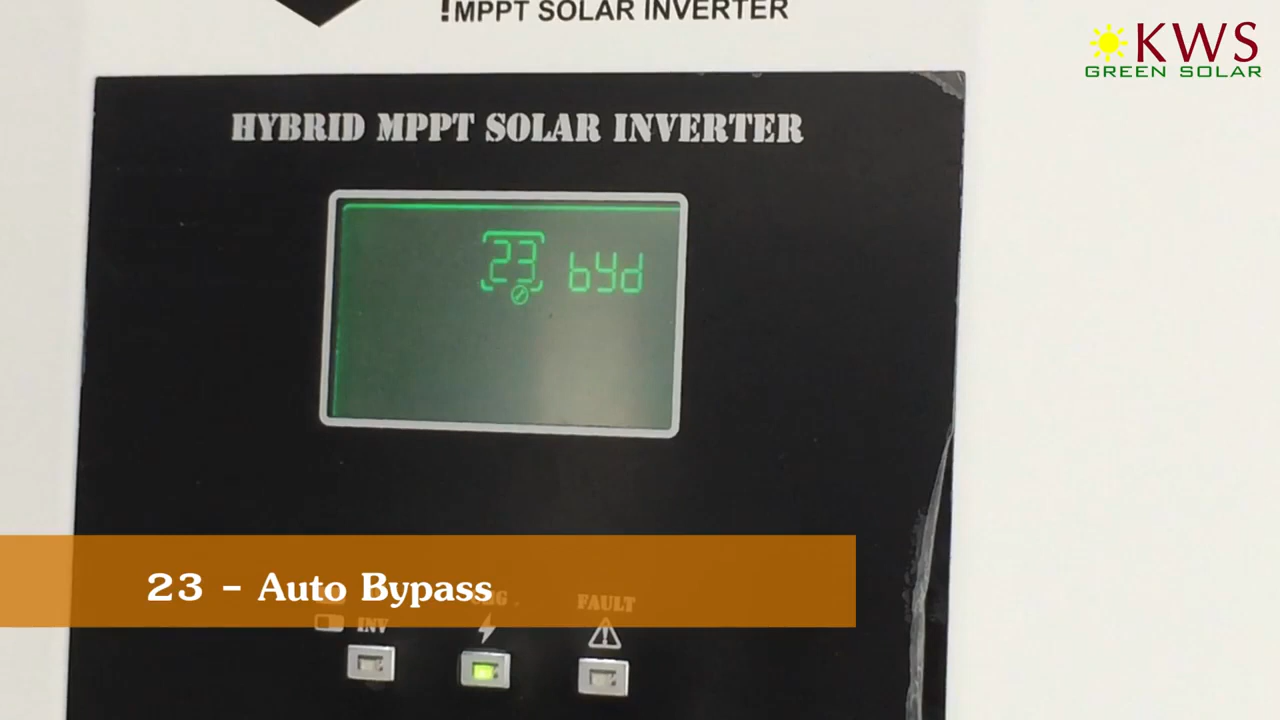 !MPPT SOLAR INVERTER
KWS
GREEN SOLAR
HYBRID MPPT SOLAR INVERTER
23 byd
23 - Auto Bypass
FAULT
INV